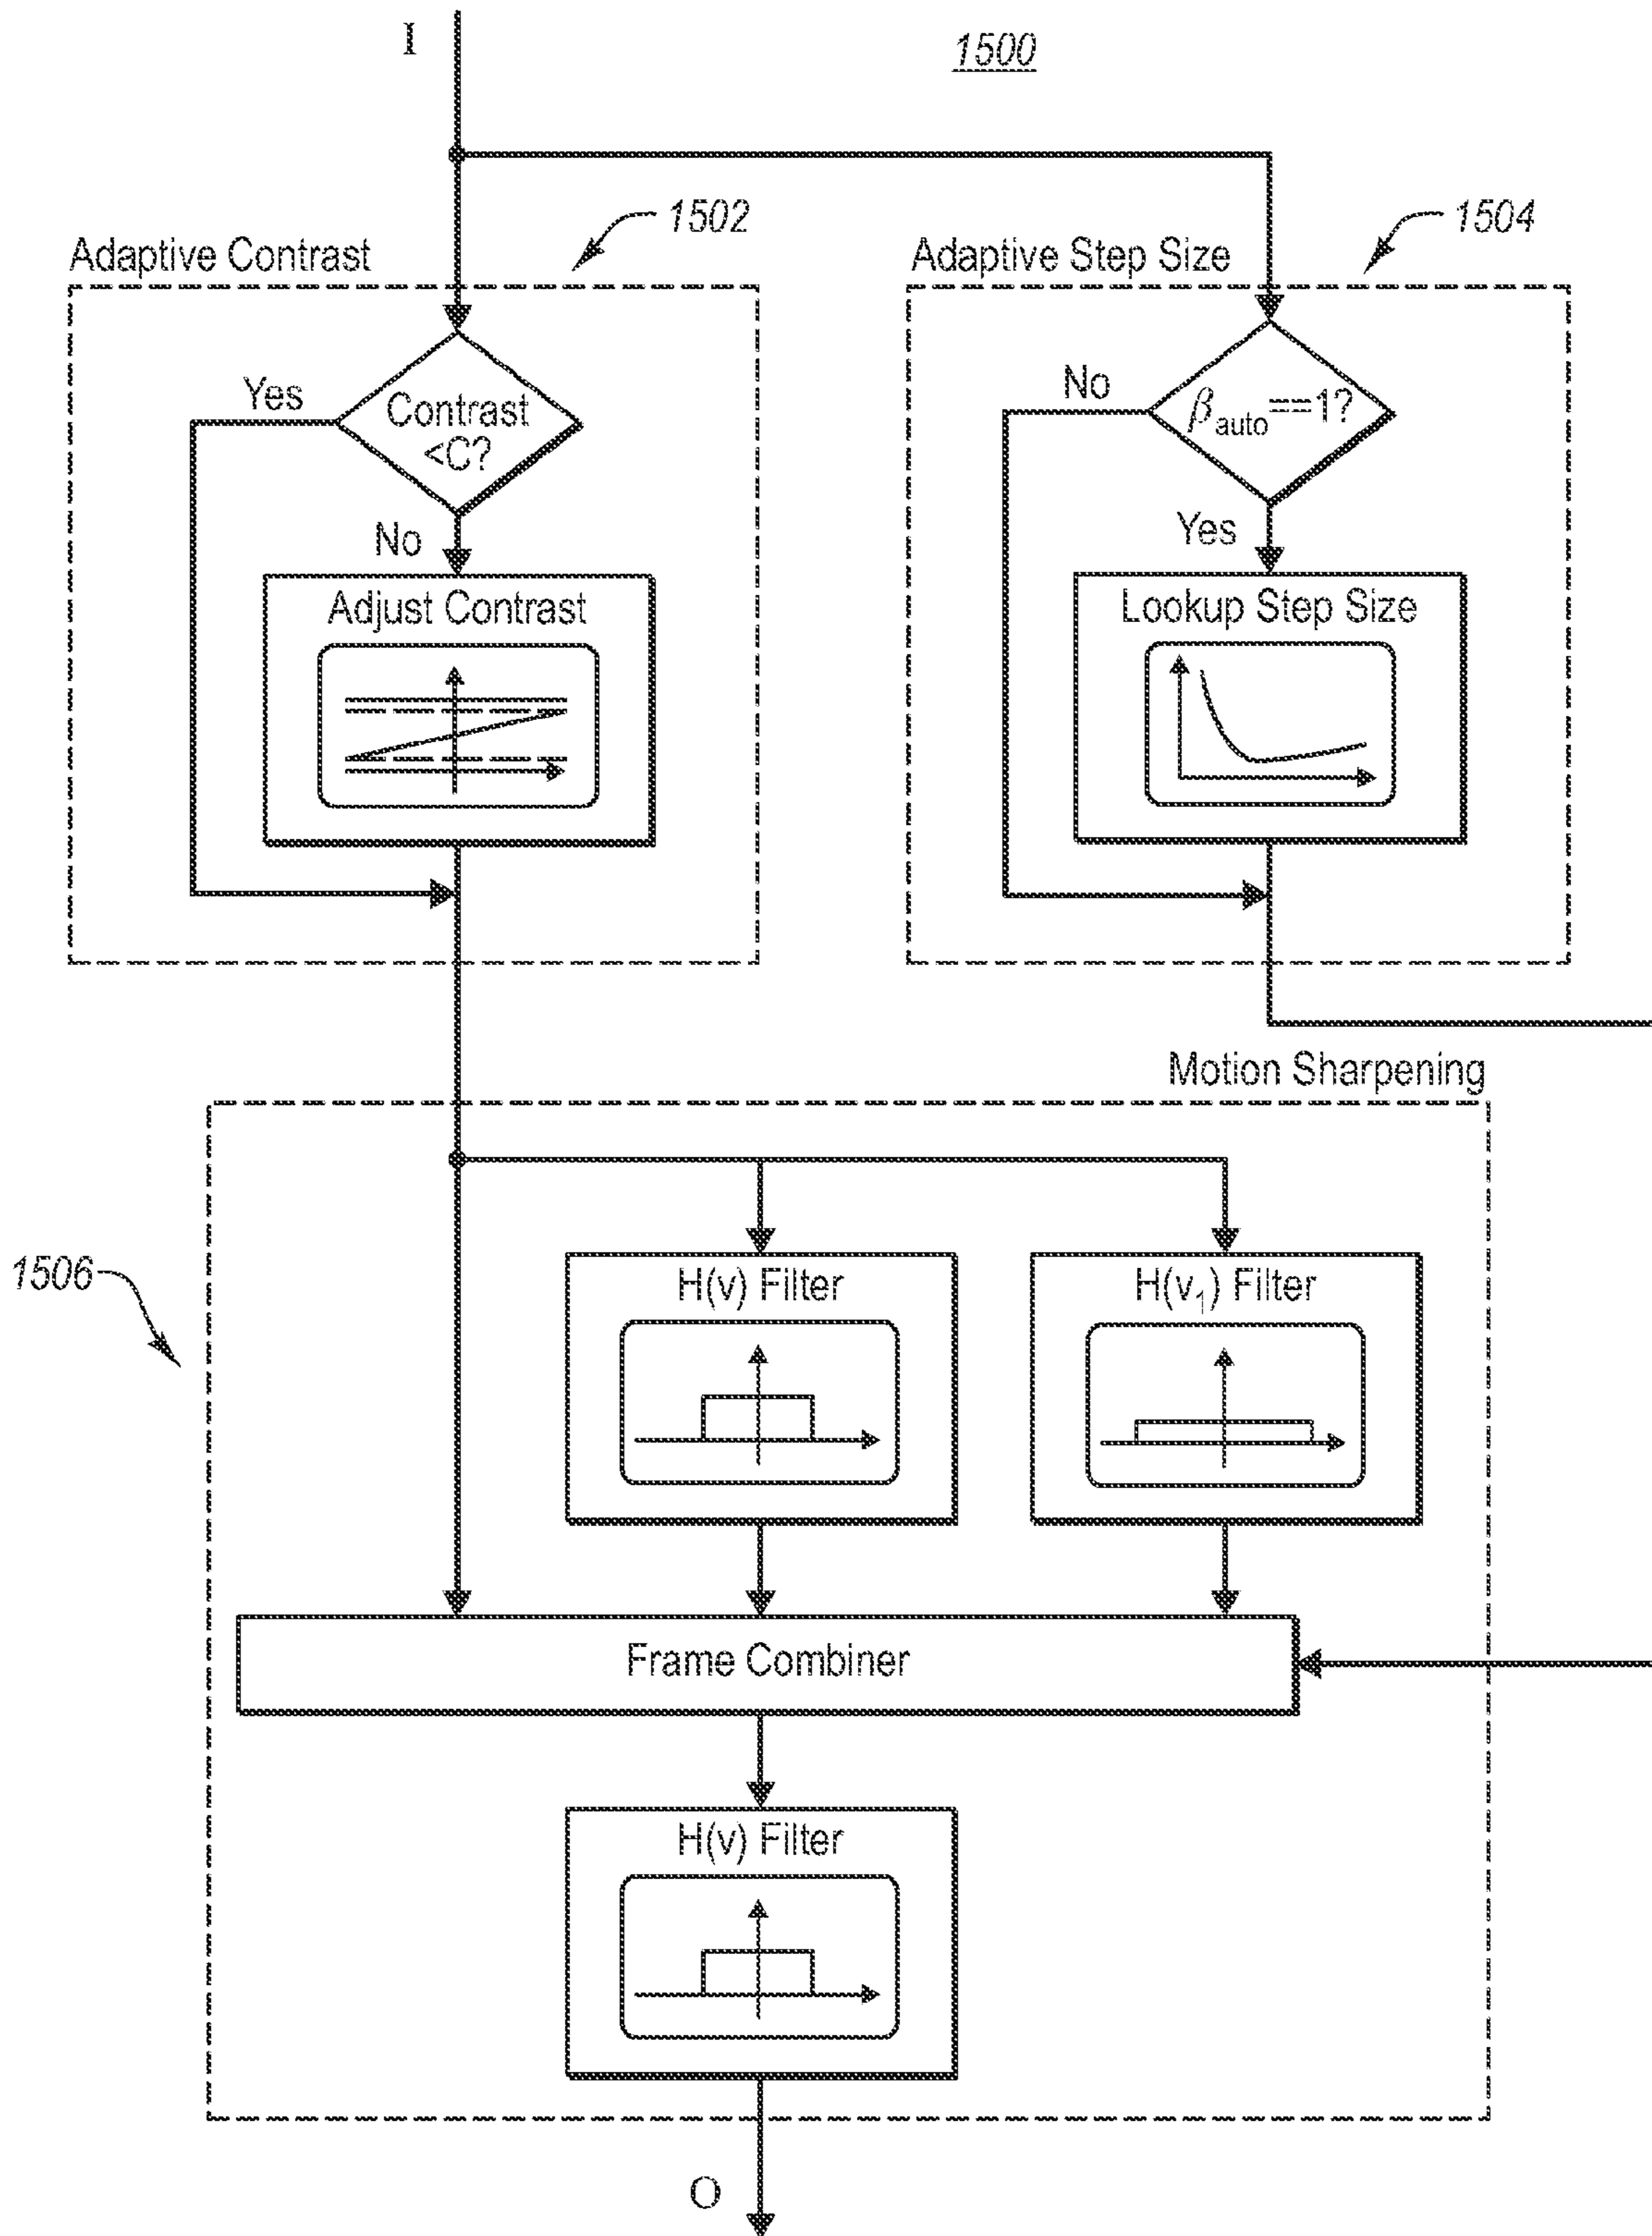 I
1500
1502
1504
Adaptive Contrast
Adaptive Step Size
Yes
Contrast
<C?
No
βauto==1?
No
Yes
Adjust Contrast
Lookup Step Size
Motion Sharpening
1506
H(v) Filter
H(v1) Filter
Frame Combiner
H(v) Filter
O